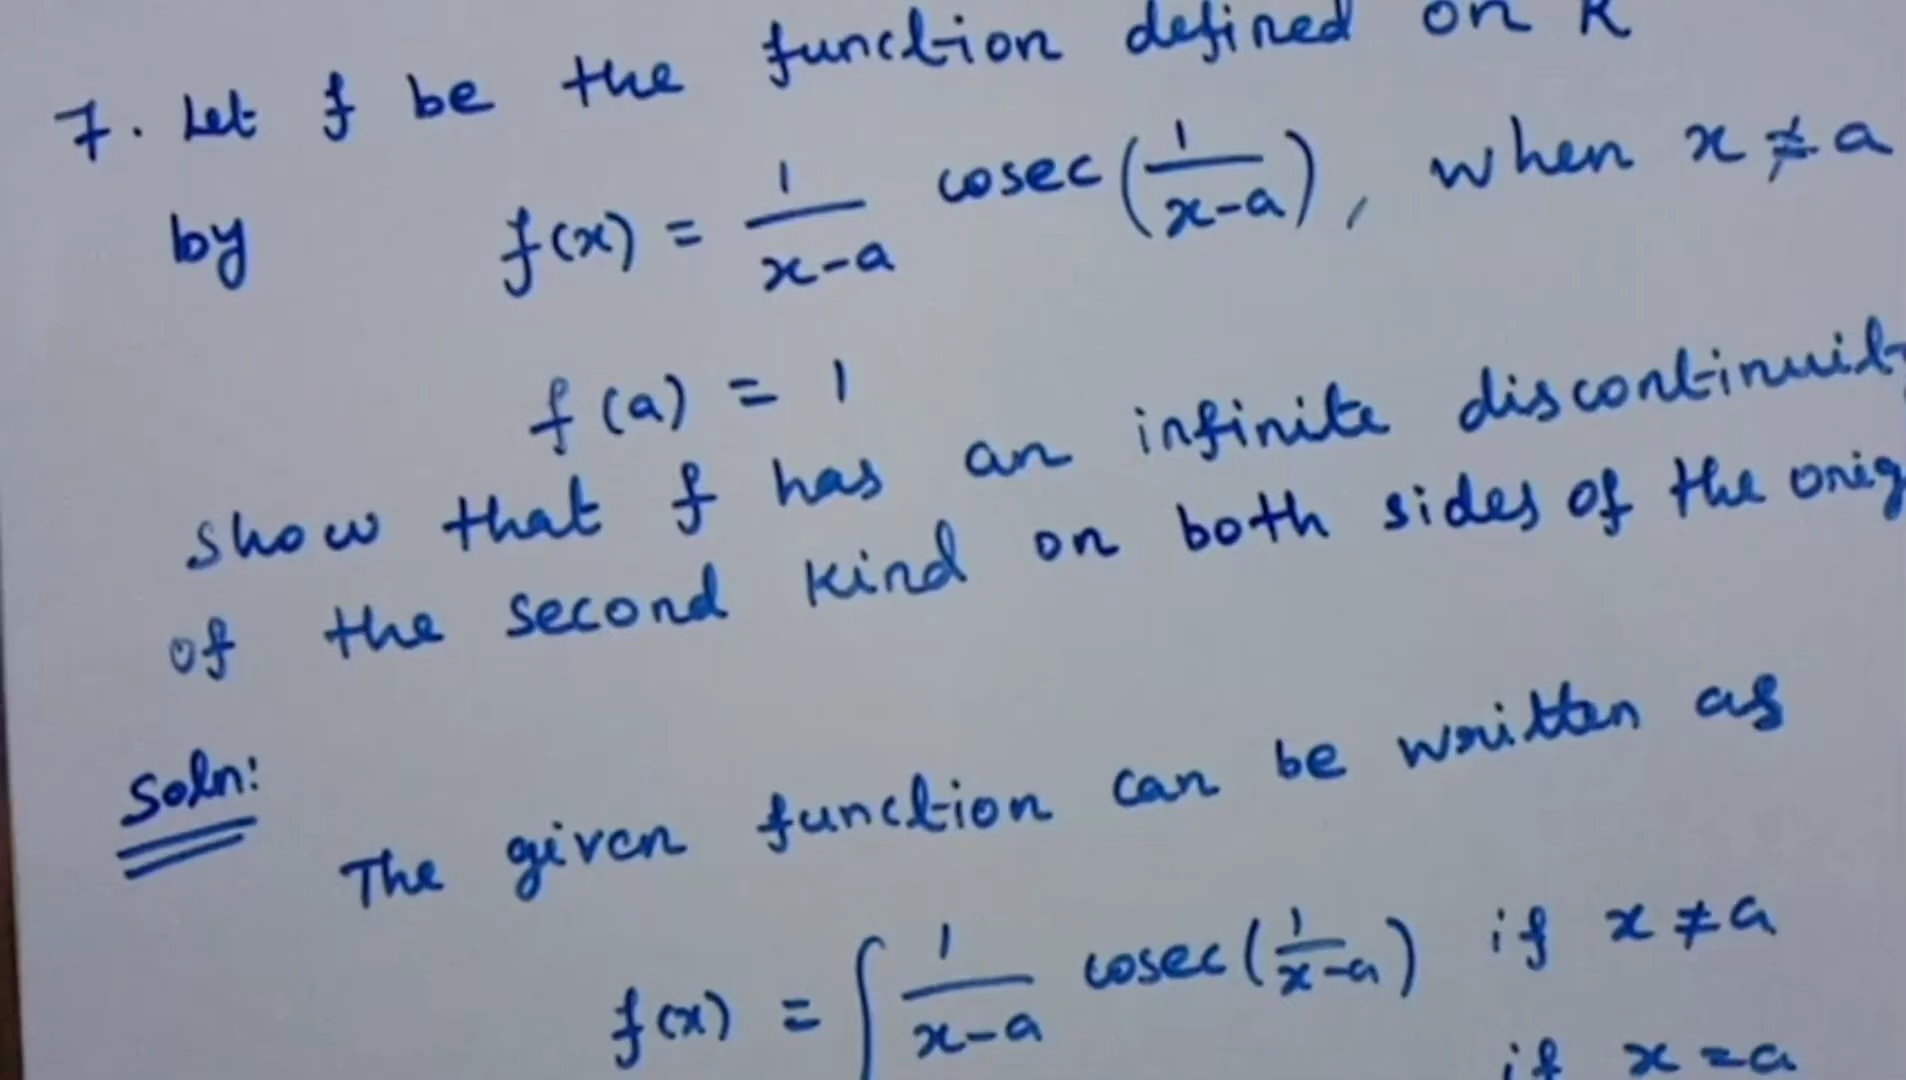 7. Let f be the function defined on R
by f(x) = 1/(x-a) cosec(1/(x-a)), when x ≠ a
f(a) = 1
show that f has an infinite discontinuit
of the second kind on both sides of the orig
Soln:
The given function can be written as
f(x) = { 1/(x-a) cosec(1/(x-a)) if x ≠ a
if x = a